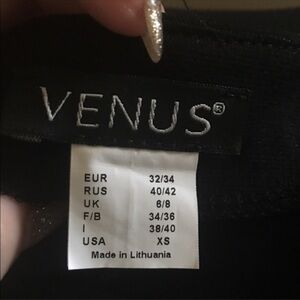 VENUS®
EUR 32/34
RUS 40/42
UK 6/8
F/B 34/36
I 38/40
USA XS
Made in Lithuania